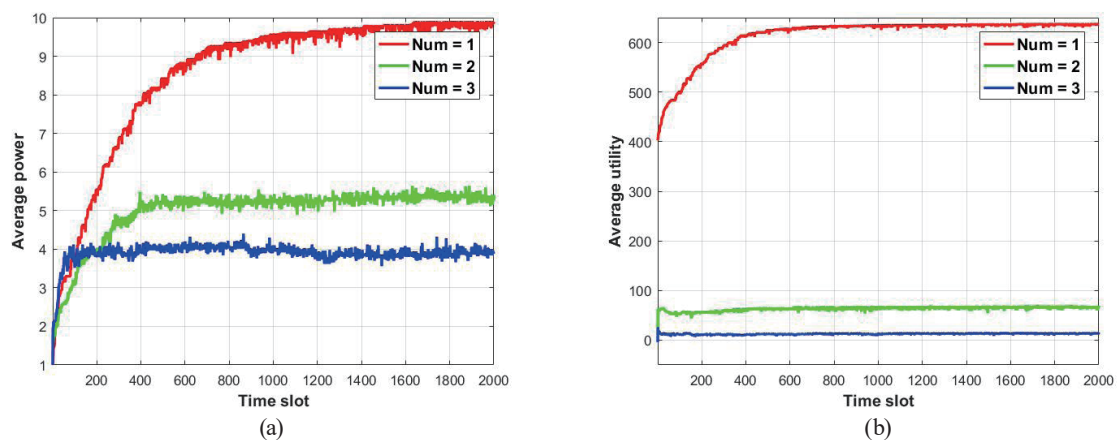 10
9
8
7
6
5
4
3
2
1
Average power
200 400 600 800 1000 1200 1400 1600 1800 2000
Time slot
Num = 1
Num = 2
Num = 3
(a)
600
500
400
300
200
100
0
Average utility
200 400 600 800 1000 1200 1400 1600 1800 2000
Time slot
Num = 1
Num = 2
Num = 3
(b)